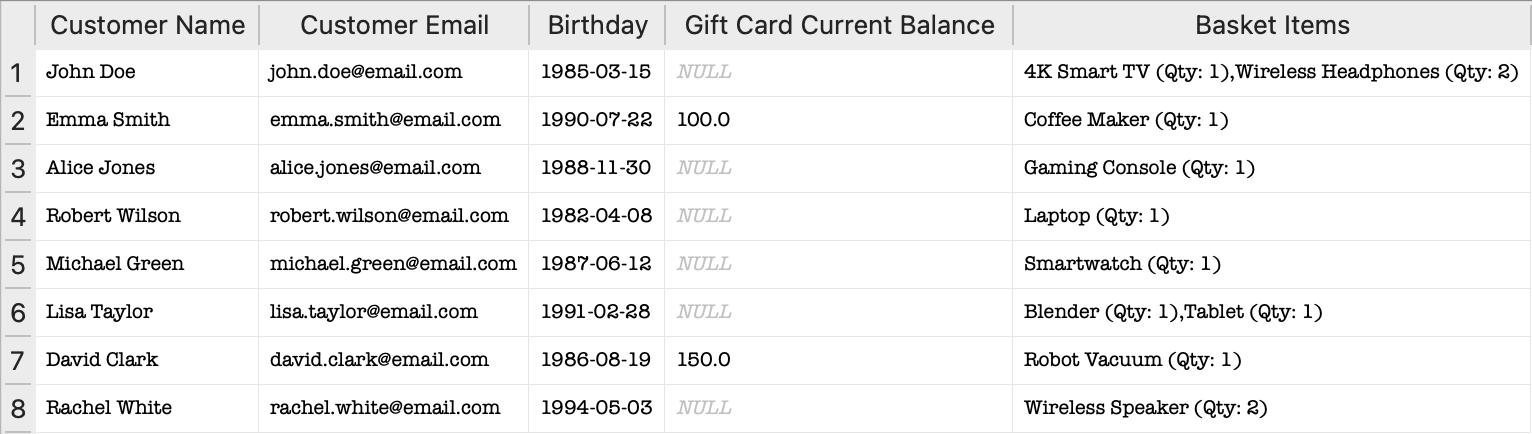 Customer Name Customer Email Birthday Gift Card Current Balance Basket Items
1 John Doe john.doe@email.com 1985-03-15 NULL 4K Smart TV (Qty: 1),Wireless Headphones (Qty: 2)
2 Emma Smith emma.smith@email.com 1990-07-22 100.0 Coffee Maker (Qty: 1)
3 Alice Jones alice.jones@email.com 1988-11-30 NULL Gaming Console (Qty: 1)
4 Robert Wilson robert.wilson@email.com 1982-04-08 NULL Laptop (Qty: 1)
5 Michael Green michael.green@email.com 1987-06-12 NULL Smartwatch (Qty: 1)
6 Lisa Taylor lisa.taylor@email.com 1991-02-28 NULL Blender (Qty: 1),Tablet (Qty: 1)
7 David Clark david.clark@email.com 1986-08-19 150.0 Robot Vacuum (Qty: 1)
8 Rachel White rachel.white@email.com 1994-05-03 NULL Wireless Speaker (Qty: 2)